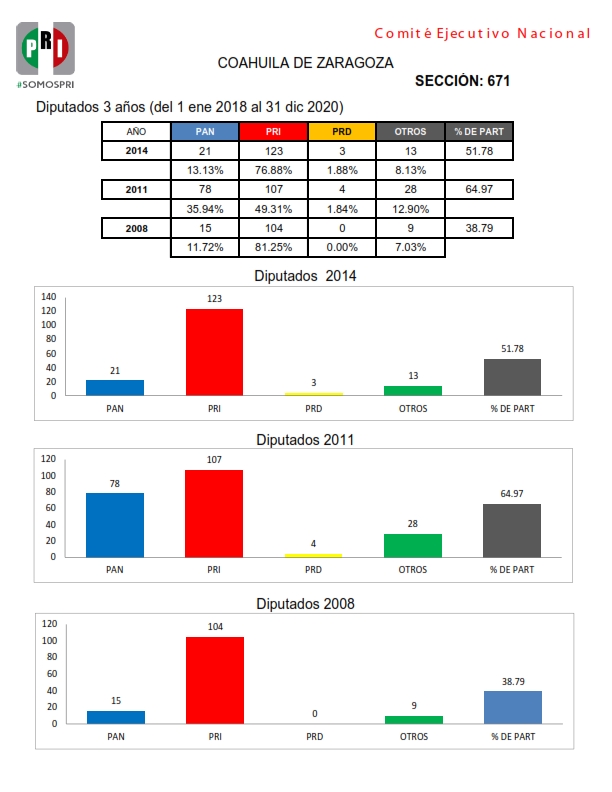 Comité Ejecutivo Nacional
PRI
#SOMOSPRI
COAHUILA DE ZARAGOZA
SECCIÓN: 671
Diputados 3 años (del 1 ene 2018 al 31 dic 2020)
AÑO PAN PRI PRD OTROS % DE PART
2014 21 123 3 13 51.78
13.13% 76.88% 1.88% 8.13%
2011 78 107 4 28 64.97
35.94% 49.31% 1.84% 12.90%
2008 15 104 0 9 38.79
11.72% 81.25% 0.00% 7.03%
Diputados 2014
140
120
100
80
60
40
20
0
21
123
3
13
51.78
PAN PRI PRD OTROS % DE PART
Diputados 2011
120
100
80
60
40
20
0
78
107
4
28
64.97
PAN PRI PRD OTROS % DE PART
Diputados 2008
120
100
80
60
40
20
0
15
104
0
9
38.79
PAN PRI PRD OTROS % DE PART